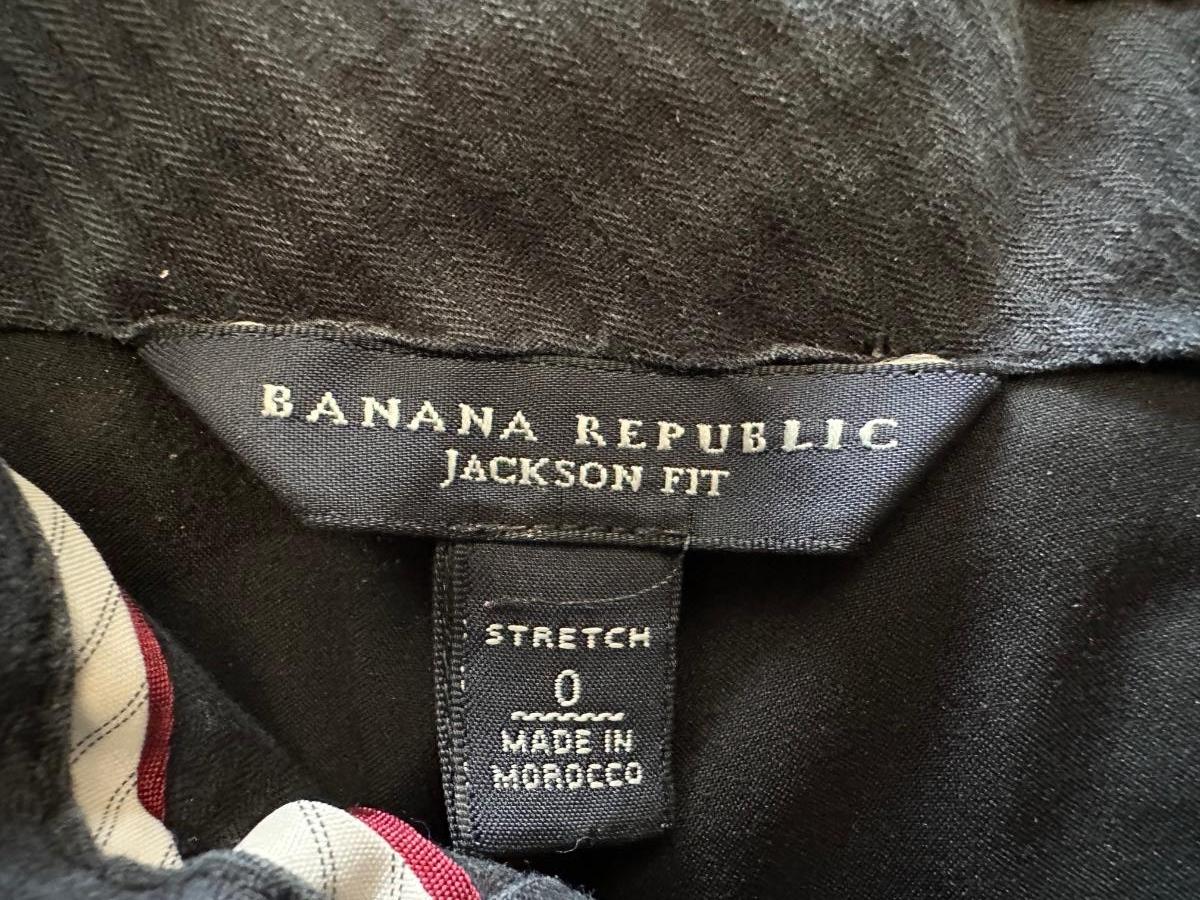 BANANA REPUBLIC
JACKSON FIT
STRETCH
0
MADE IN
MOROCCO